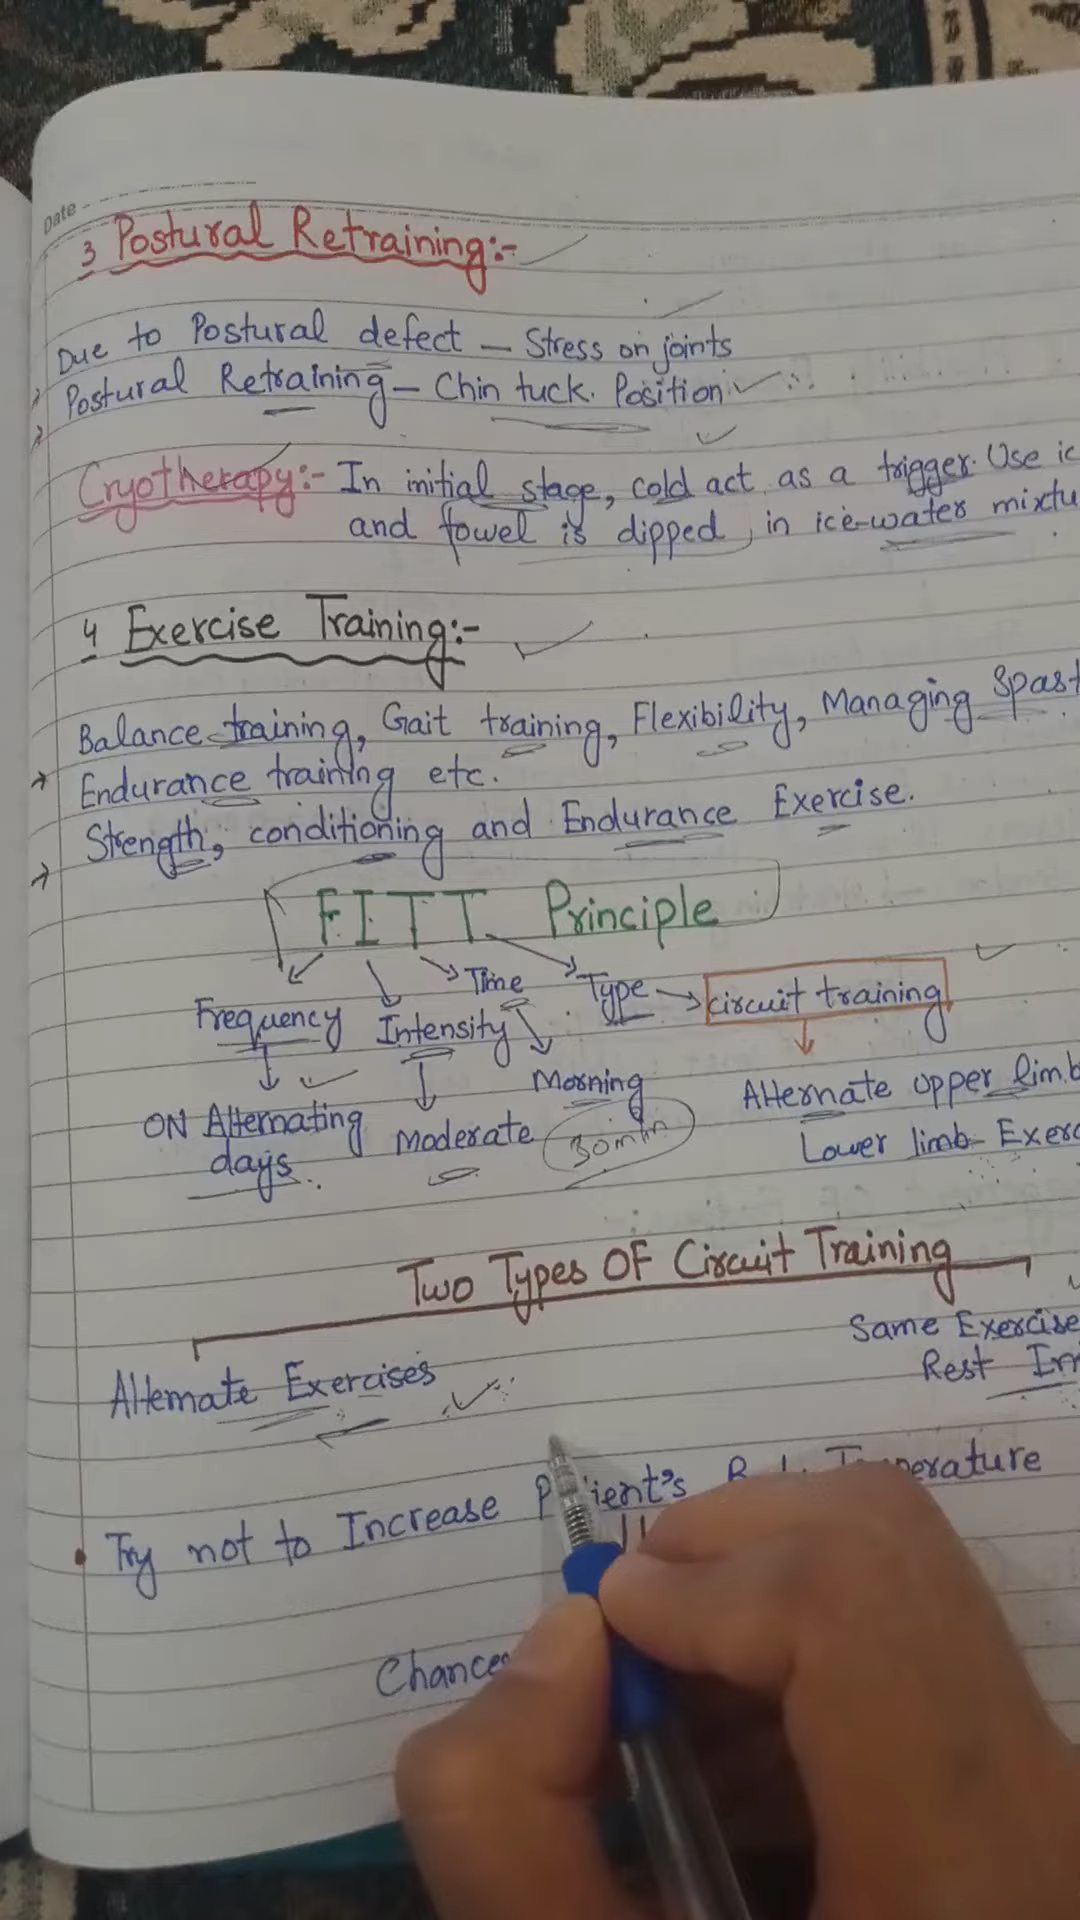 Date
3 Postural Retraining:-
Due to Postural defect — Stress on joints
Postural Retraining — Chin tuck. Position
Cryotherapy:- In initial stage, cold act as a trigger. Use
and towel is dipped in ice-water
4 Exercise Training:-
Balance training, Gait training, Flexibility, Managing
Endurance training etc.
Strength, conditioning and Endurance Exercise.
FITT Principle
Frequency Intensity Time Type → circuit training
ON Alternating days
Moderate
Morning
30min
Alternate upper limb
Lower limb
Two Types OF Circuit Training
Alternate Exercises
Same Exercise
Rest
Try not to Increase